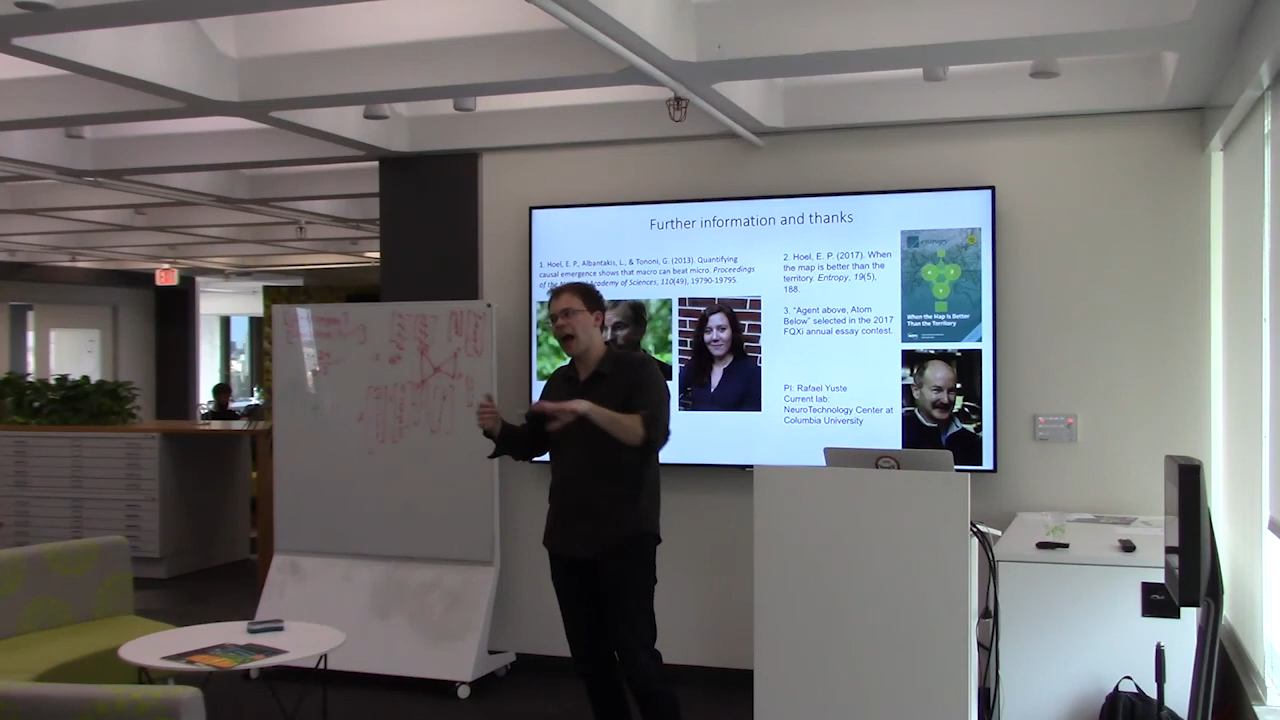 Further information and thanks
1. Hoel, E. P., Albantakis, L., & Tononi, G. (2013). Quantifying
causal emergence shows that macro can beat micro. Proceedings
of the Academy of Sciences, 110(49), 19790-19795.
2. Hoel, E. P. (2017). When
the map is better than the
territory. Entropy, 19(5),
188.
3. "Agent above, Atom
Below" selected in the 2017
FQXi annual essay contest.
PI: Rafael Yuste
Current lab:
NeuroTechnology Center at
Columbia University
entropy
When the Map Is Better
Than the Territory
EXIT